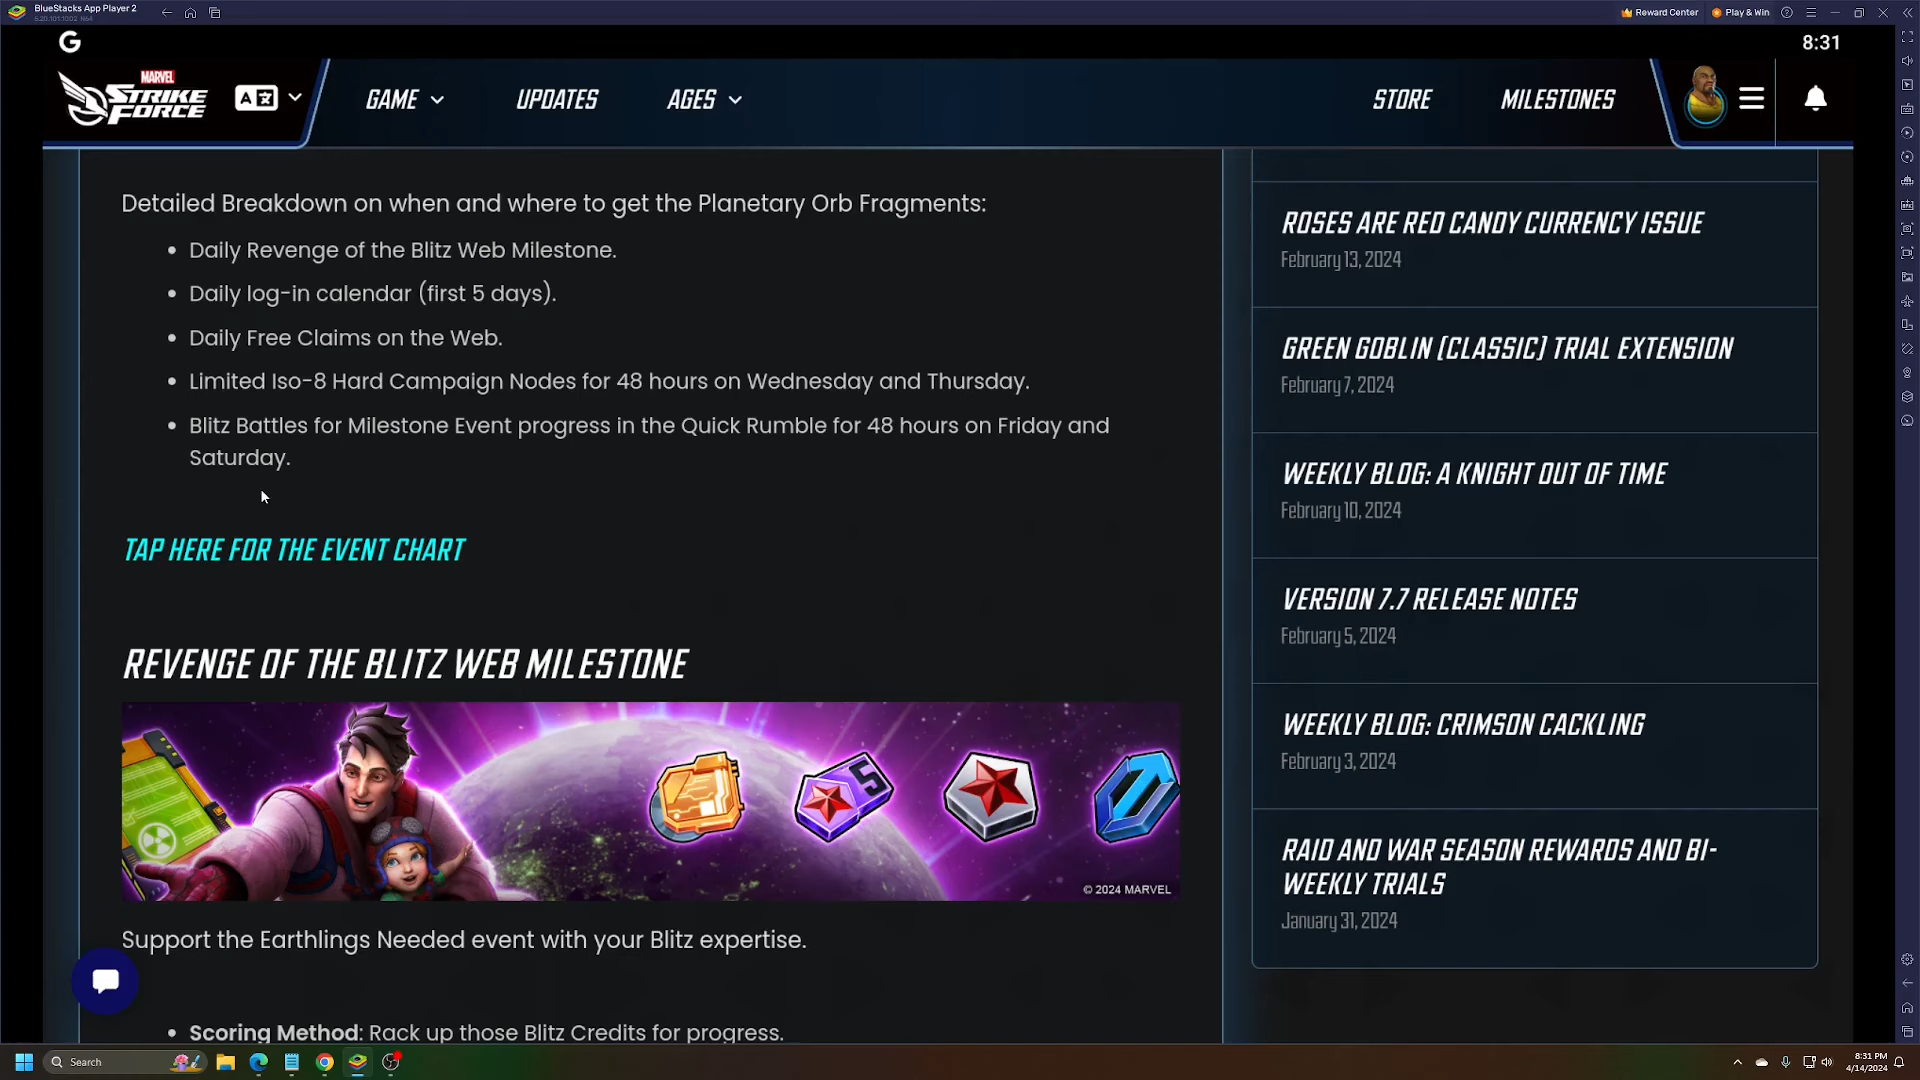 BlueStacks App Player 2
5.20.101.1002 N64
Reward Center
Play & Win
G
8:31
MARVEL
STRIKE
FORCE
GAME
UPDATES
AGES
STORE
MILESTONES
Detailed Breakdown on when and where to get the Planetary Orb Fragments:
• Daily Revenge of the Blitz Web Milestone.
• Daily log-in calendar (first 5 days).
• Daily Free Claims on the Web.
• Limited Iso-8 Hard Campaign Nodes for 48 hours on Wednesday and Thursday.
• Blitz Battles for Milestone Event progress in the Quick Rumble for 48 hours on Friday and
Saturday.
TAP HERE FOR THE EVENT CHART
REVENGE OF THE BLITZ WEB MILESTONE
5
© 2024 MARVEL
Support the Earthlings Needed event with your Blitz expertise.
• Scoring Method: Rack up those Blitz Credits for progress.
ROSES ARE RED CANDY CURRENCY ISSUE
February 13, 2024
GREEN GOBLIN (CLASSIC) TRIAL EXTENSION
February 7, 2024
WEEKLY BLOG: A KNIGHT OUT OF TIME
February 10, 2024
VERSION 7.7 RELEASE NOTES
February 5, 2024
WEEKLY BLOG: CRIMSON CACKLING
February 3, 2024
RAID AND WAR SEASON REWARDS AND BI-
WEEKLY TRIALS
January 31, 2024
Search
8:31 PM
4/14/2024